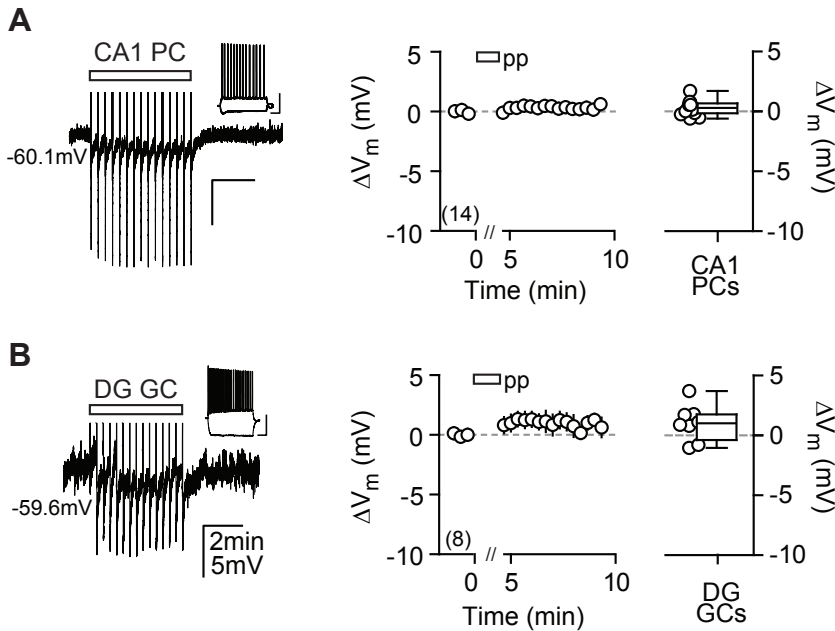 A
CA1 PC
-60.1mV
ΔVm (mV)
5
0
-5
-10
pp
(14)
0 // 5 10
Time (min)
5
0
-5
-10
ΔVm (mV)
CA1
PCs
B
DG GC
-59.6mV
2min
5mV
ΔVm (mV)
5
0
-5
-10
pp
(8)
0 // 5 10
Time (min)
5
0
-5
-10
ΔVm (mV)
DG
GCs